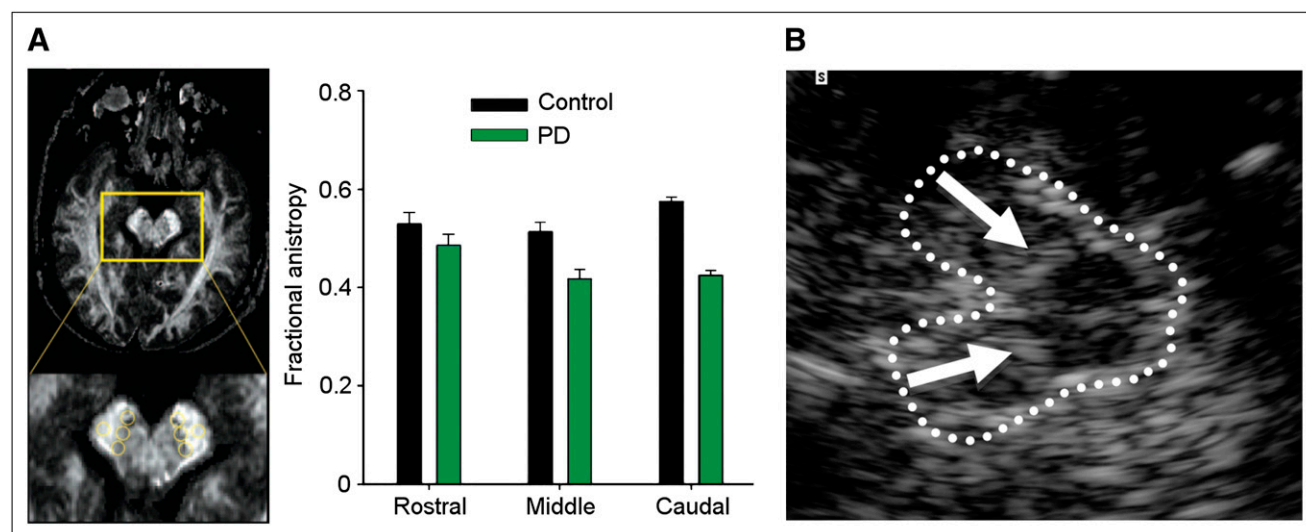 A
B
S
0.8
0.6
0.4
0.2
0
Fractional anistropy
Control
PD
Rostral
Middle
Caudal